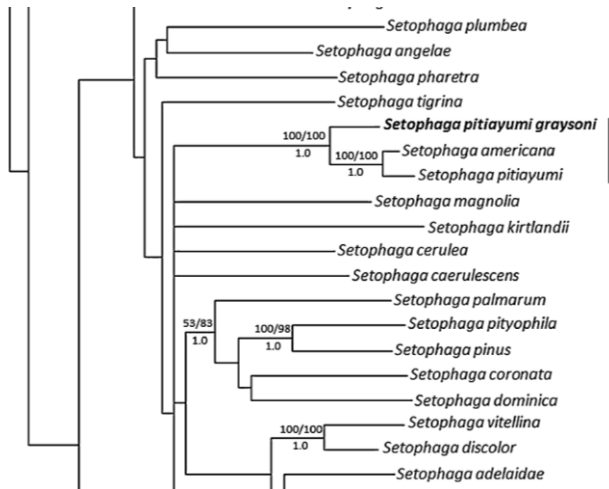 Setophaga plumbea
Setophaga angelae
Setophaga pharetra
Setophaga tigrina
Setophaga pitiayumi graysoni
100/100
1.0
Setophaga americana
100/100
1.0
Setophaga pitiayumi
Setophaga magnolia
Setophaga kirtlandii
Setophaga cerulea
Setophaga caerulescens
Setophaga palmarum
53/83
1.0
Setophaga pityophila
100/98
1.0
Setophaga pinus
Setophaga coronata
Setophaga dominica
Setophaga vitellina
100/100
1.0
Setophaga discolor
Setophaga adelaidae